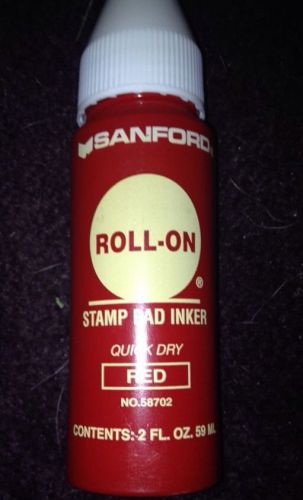 SANFORD
ROLL-ON
®
STAMP PAD INKER
QUICK DRY
RED
NO.58702
CONTENTS: 2 FL. OZ. 59 ML.